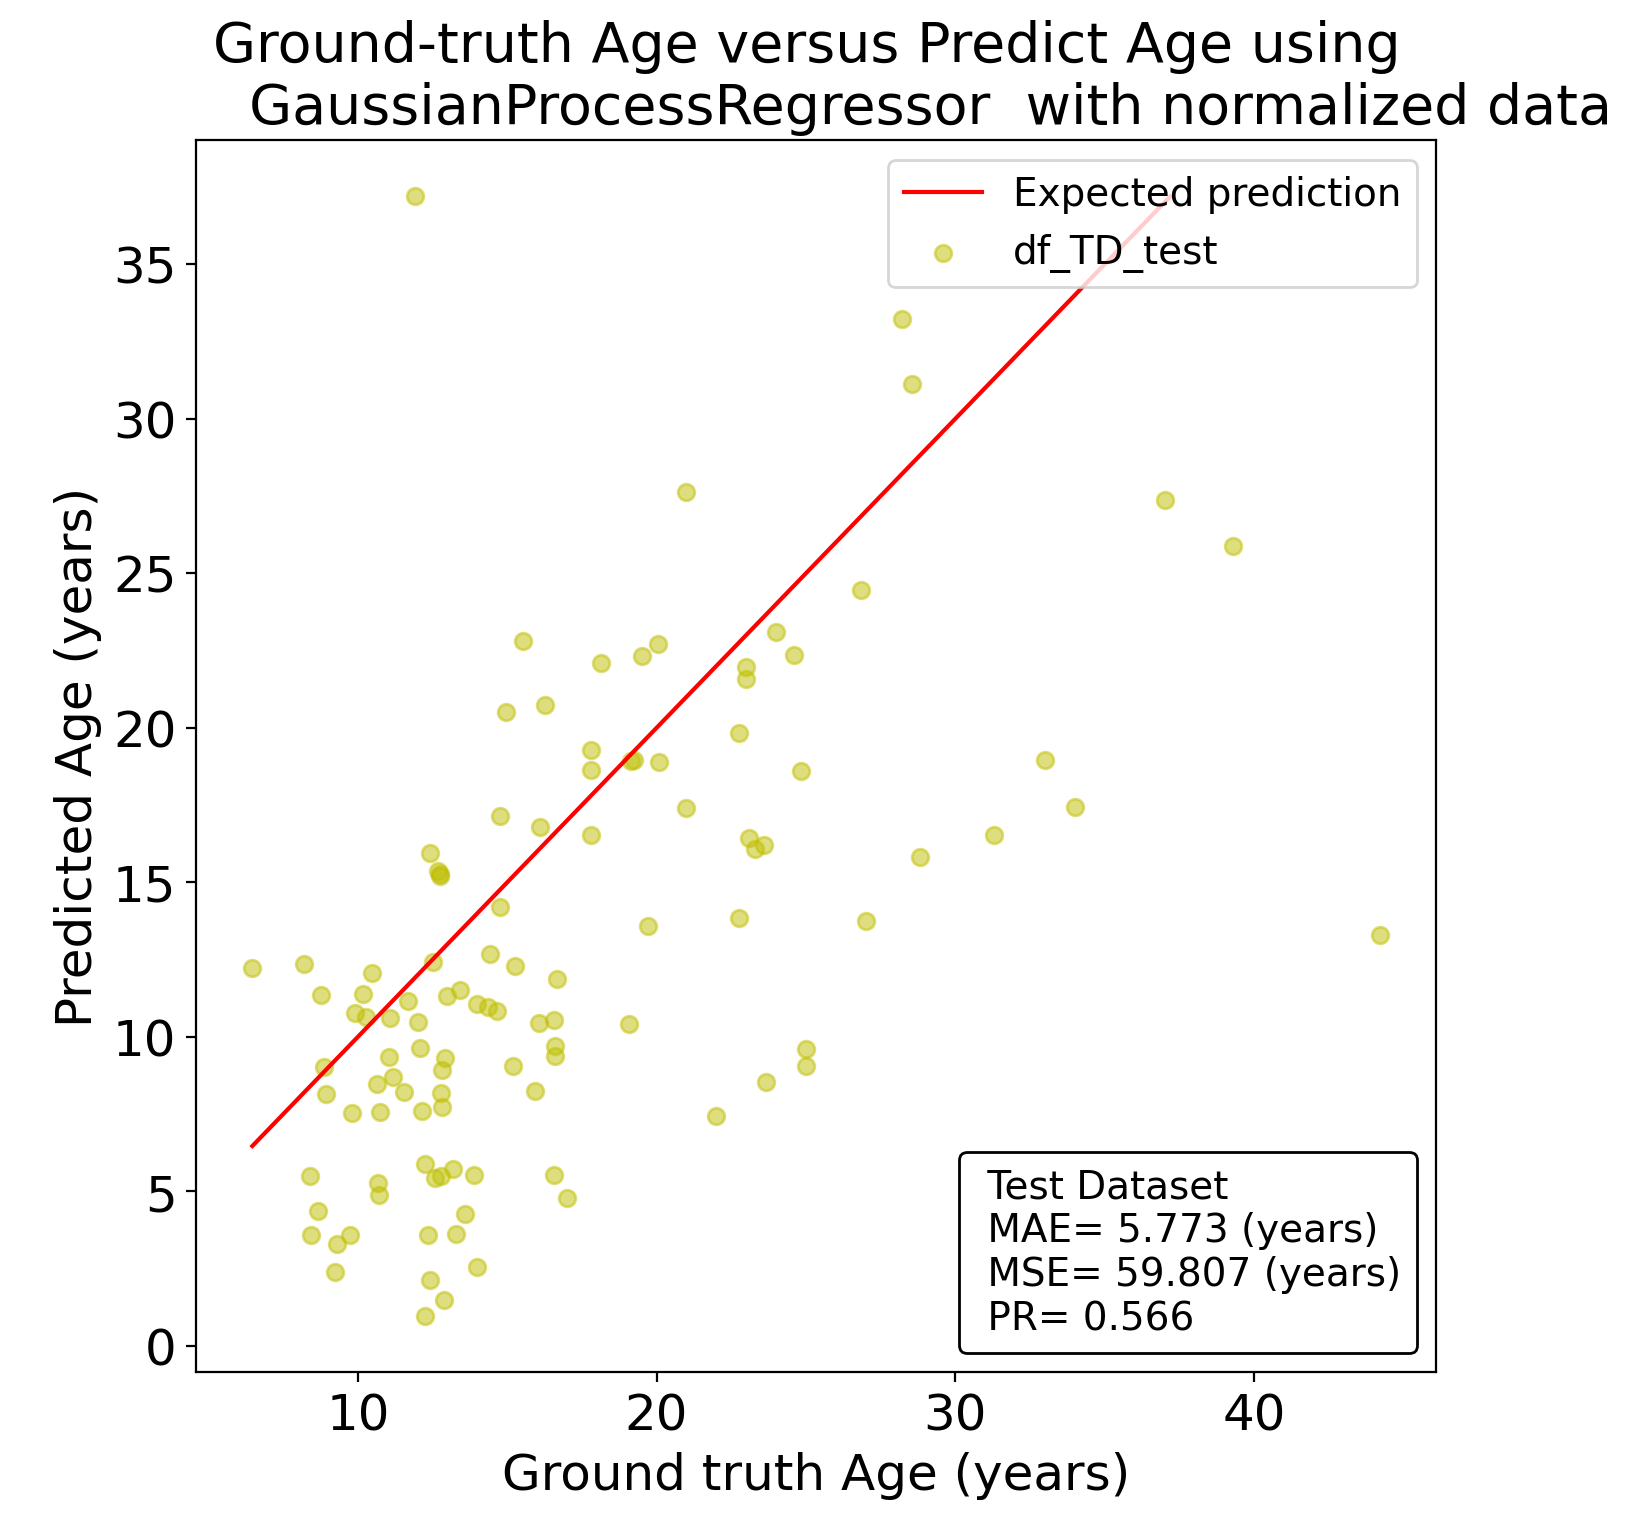 Ground-truth Age versus Predict Age using
GaussianProcessRegressor  with normalized data
Expected prediction
df_TD_test
Predicted Age (years)
35
30
25
20
15
10
5
0
Test Dataset
MAE= 5.773 (years)
MSE= 59.807 (years)
PR= 0.566
10 20 30 40
Ground truth Age (years)